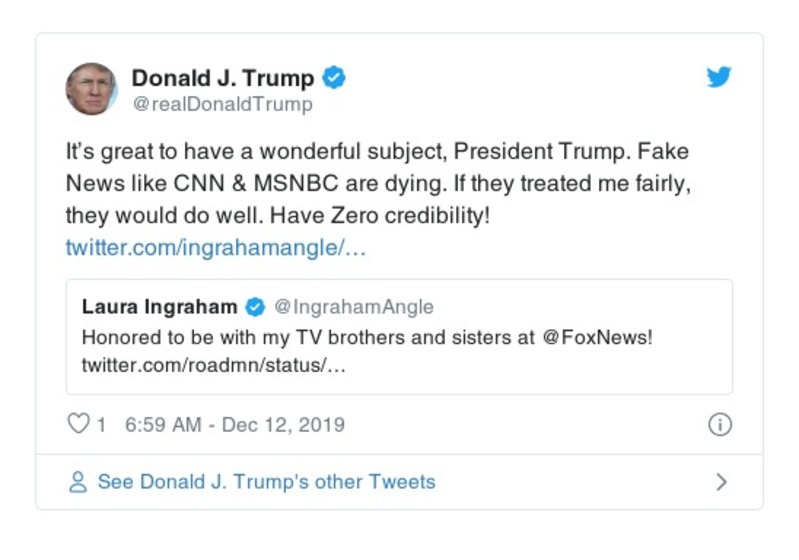 Donald J. Trump
@realDonaldTrump
It's great to have a wonderful subject, President Trump. Fake
News like CNN & MSNBC are dying. If they treated me fairly,
they would do well. Have Zero credibility!
twitter.com/ingrahamangle/…
Laura Ingraham @IngrahamAngle
Honored to be with my TV brothers and sisters at @FoxNews!
twitter.com/roadmn/status/…
1 6:59 AM - Dec 12, 2019
See Donald J. Trump's other Tweets